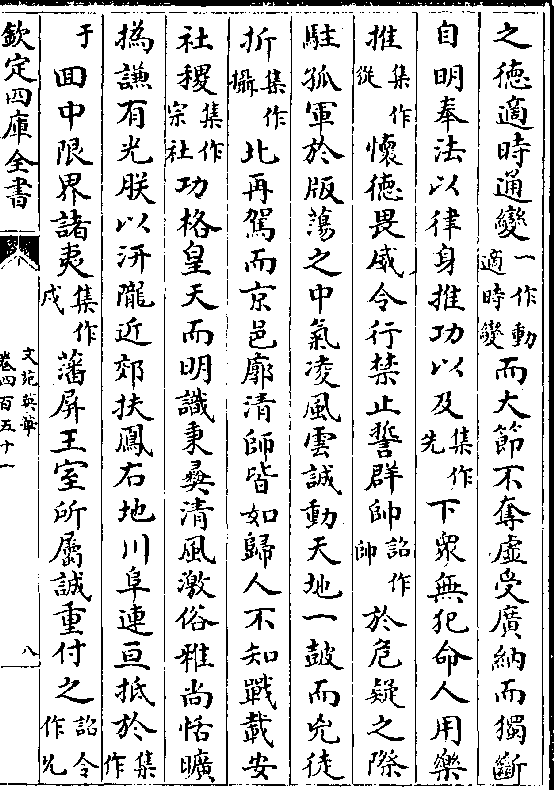 之德適時通變一作動適時變而大節不奪虛受廣納而獨斷
自明奉法以律身推功以及集作先下衆無犯命人用樂
推集作從懷德畏威令行禁止誓群帥詔作帥於危疑之際
駐孤軍於版蕩之中氣凌風雲誠動天地一鼓而兇徒
折集作攝北再駕而京邑廓清師皆如歸人不知戰載安
社稷集作宗社功格皇天而明識秉彝清風激俗雅尚恬曠
撝謙有光朕以汧隴近郊扶鳳右地川阜連亘抵於集作
于回中限界諸夷集作戎藩屏王室所屬誠重付之詔令作允
欽定四庫全書
文苑英華
卷四百五十一
八